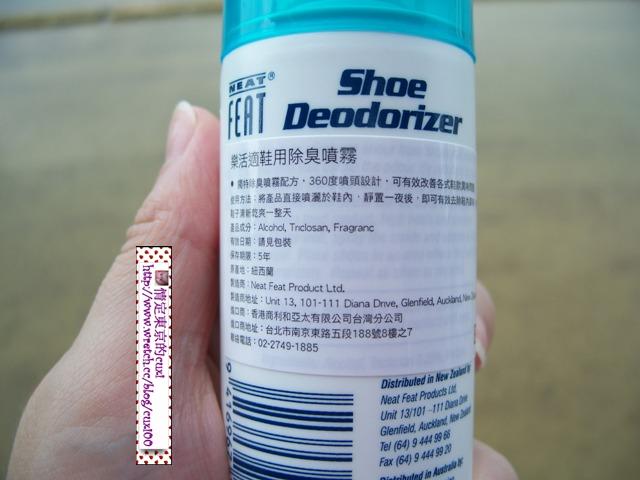 NEAT®
FEAT
Shoe
Deodorizer
樂活適鞋用除臭噴霧
• 獨特除臭噴霧配方，360度噴頭設計，可有效改善各式鞋款異味問題
使用方法：將產品直接噴灑於鞋內，靜置一夜後，即可有效去除鞋內
鞋子清新乾爽一整天
產品成分：Alcohol, Triclosan, Fragranc
有效日期：請見包裝
保存期限：5年
原產地：紐西蘭
製造商：Neat Feat Product Ltd.
製造商地址：Unit 13, 101-111 Diana Drive, Glenfield, Auckland, New
進口商：香港商利和亞太有限公司台灣分公司
進口商地址：台北市南京東路五段188號8樓之7
聯絡電話：02-2749-1885
Distributed in New Zealand by:
Neat Feat Products Ltd.
Unit 13/101 -111 Diana Drive,
Glenfield, Auckland, New Zealand
Tel (64) 9 444 99 66
Fax (64) 9 444 99 20
Distributed in Australia by:
情定東京的cux1
http://www.wretch.cc/blog/cux100